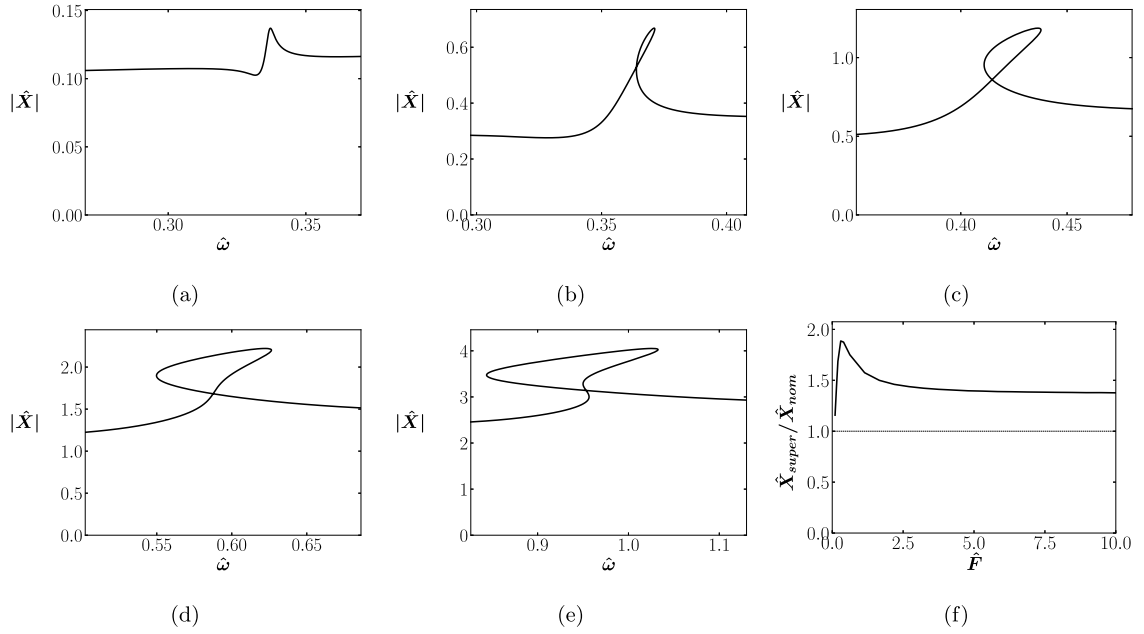 0.15
0.10
0.05
0.00
|X̂|
0.30 0.35
ω̂
(a)
0.6
0.4
0.2
0.0
|X̂|
0.30 0.35 0.40
ω̂
(b)
1.0
0.5
0.0
|X̂|
0.40 0.45
ω̂
(c)
2.0
1.5
1.0
0.5
0.0
|X̂|
0.55 0.60 0.65
ω̂
(d)
4
3
2
1
0
|X̂|
0.9 1.0 1.1
ω̂
(e)
2.0
1.5
1.0
0.5
0.0
X̂super/X̂nom
0.0 2.5 5.0 7.5 10.0
F̂
(f)